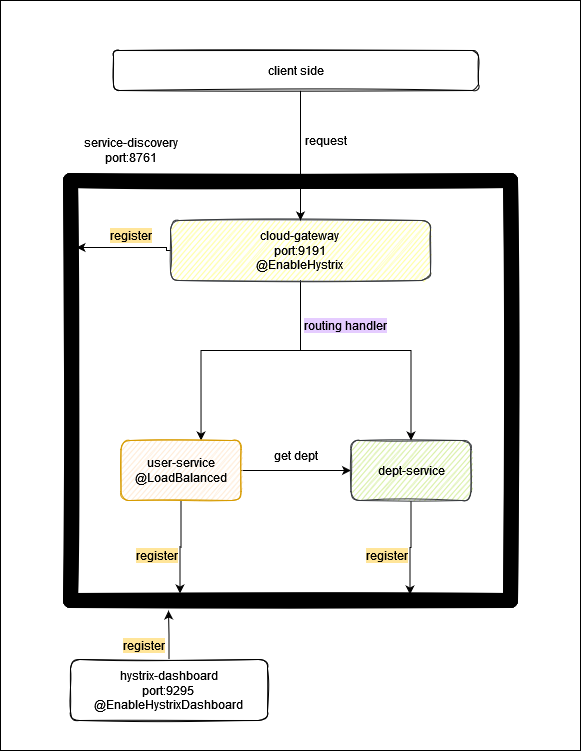 client side
request
service-discovery
port:8761
register
cloud-gateway
port:9191
@EnableHystrix
routing handler
user-service
@LoadBalanced
get dept
dept-service
register
register
register
hystrix-dashboard
port:9295
@EnableHystrixDashboard